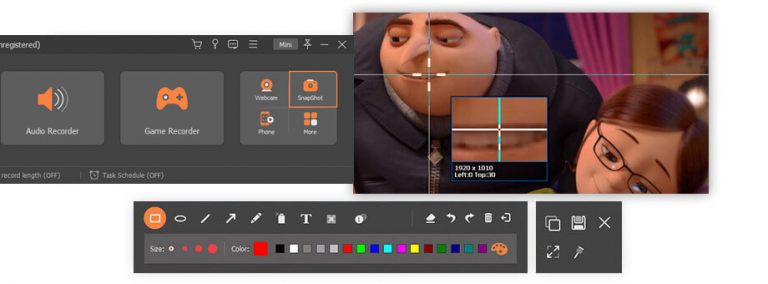 nregistered)
Mini
Audio Recorder
Game Recorder
Webcam
SnapShot
Phone
More
record length (OFF)
Task Schedule (OFF)
1920 x 1010
Left:0 Top:30
T
1
Size:
Color: